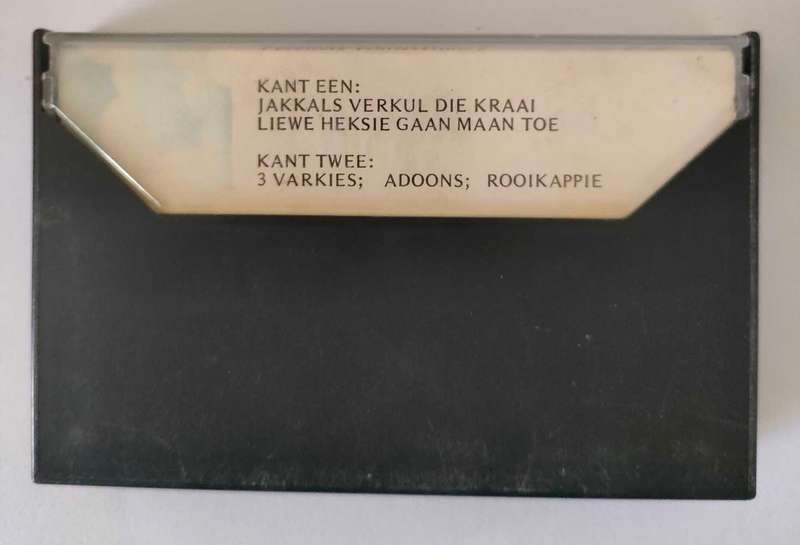 KANT EEN:
JAKKALS VERKUL DIE KRAAI
LIEWE HEKSIE GAAN MAAN TOE
KANT TWEE:
3 VARKIES; ADOONS; ROOIKAPPIE